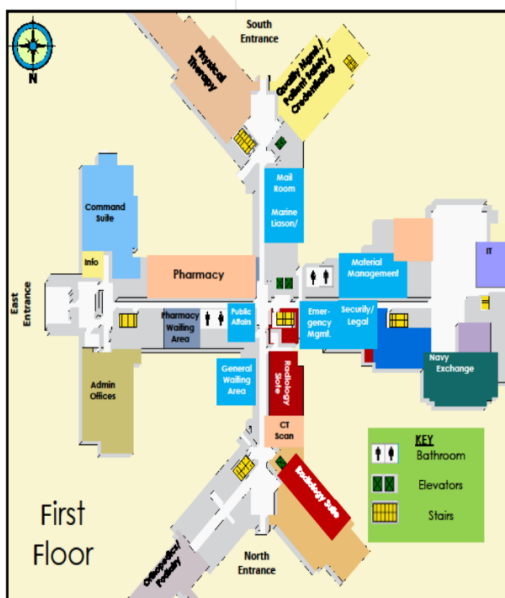 South
Entrance
N
Physical
Therapy
Quality Mgmt /
Patient Safety /
Credentialing
Mail
Room
Marine
Liason/
Command
Suite
Info
Pharmacy
Material
Management
IT
East
Entrance
Pharmacy
Waiting
Area
Public
Affairs
Emer-
gency
Mgmt.
Security/
Legal
General
Waiting
Area
Radiology
Admin
Offices
Navy
Exchange
CT
Scan
Radiology Suite
KEY
Bathroom
Elevators
Stairs
First
Floor
Orthopedics/
Podiatry
North
Entrance